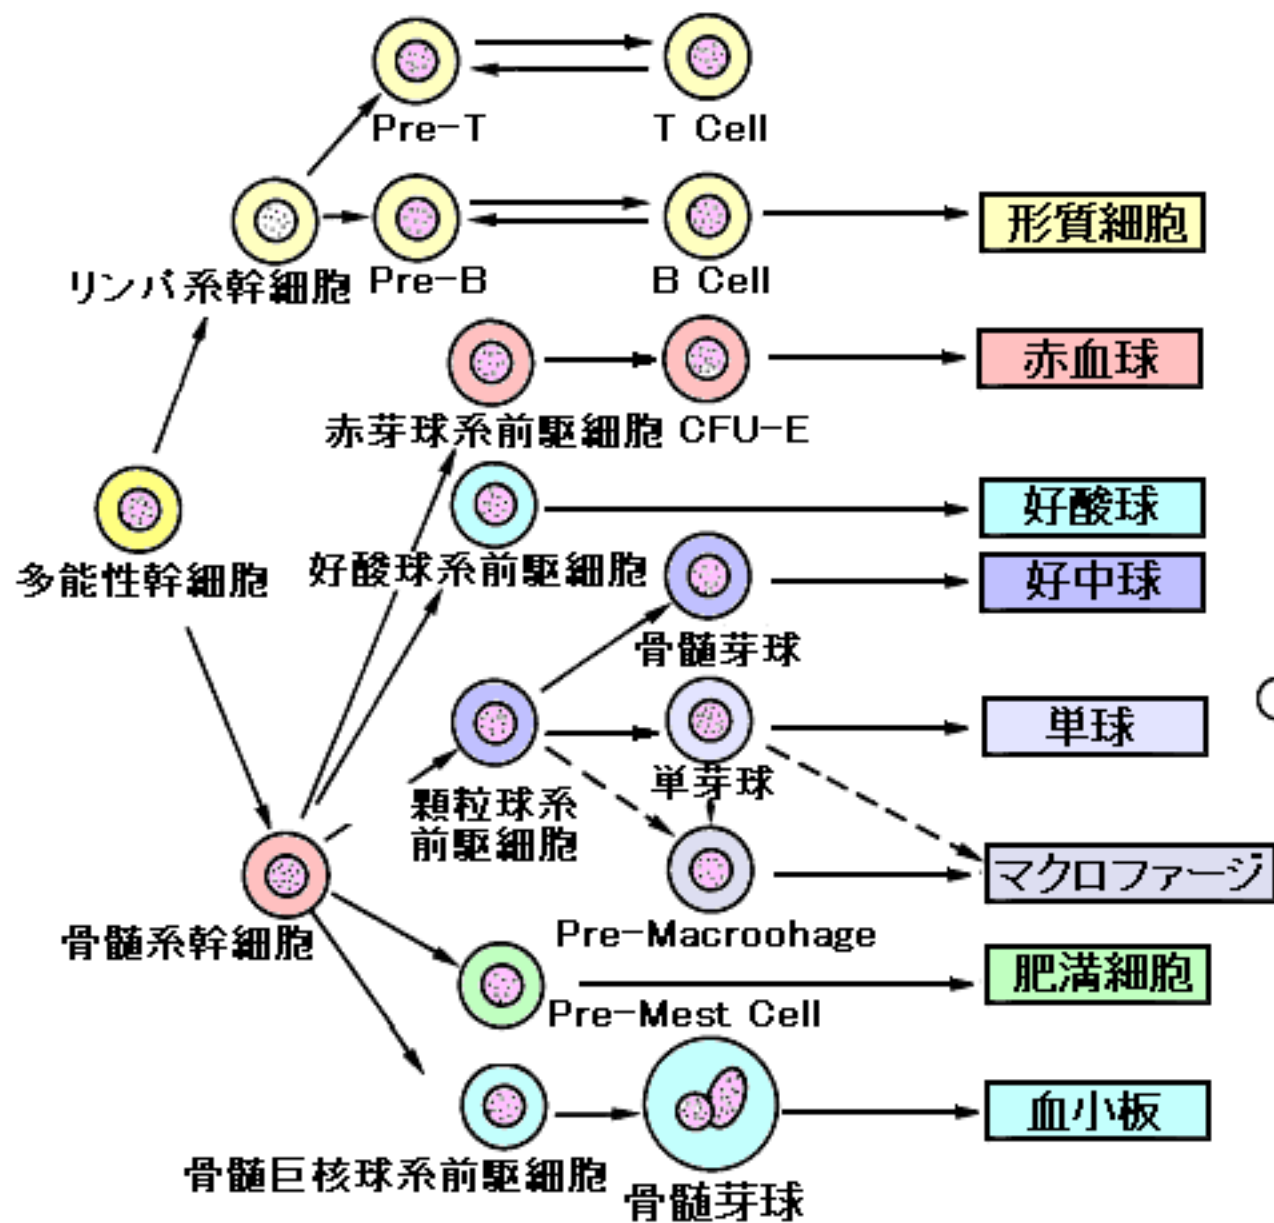 Pre-T
T Cell
リンパ系幹細胞
Pre-B
B Cell
形質細胞
赤芽球系前駆細胞
CFU-E
赤血球
多能性幹細胞
好酸球系前駆細胞
好酸球
骨髄芽球
好中球
顆粒球系
前駆細胞
単芽球
単球
Pre-Macroohage
マクロファージ
骨髄系幹細胞
Pre-Mest Cell
肥満細胞
骨髄巨核球系前駆細胞
骨髄芽球
血小板